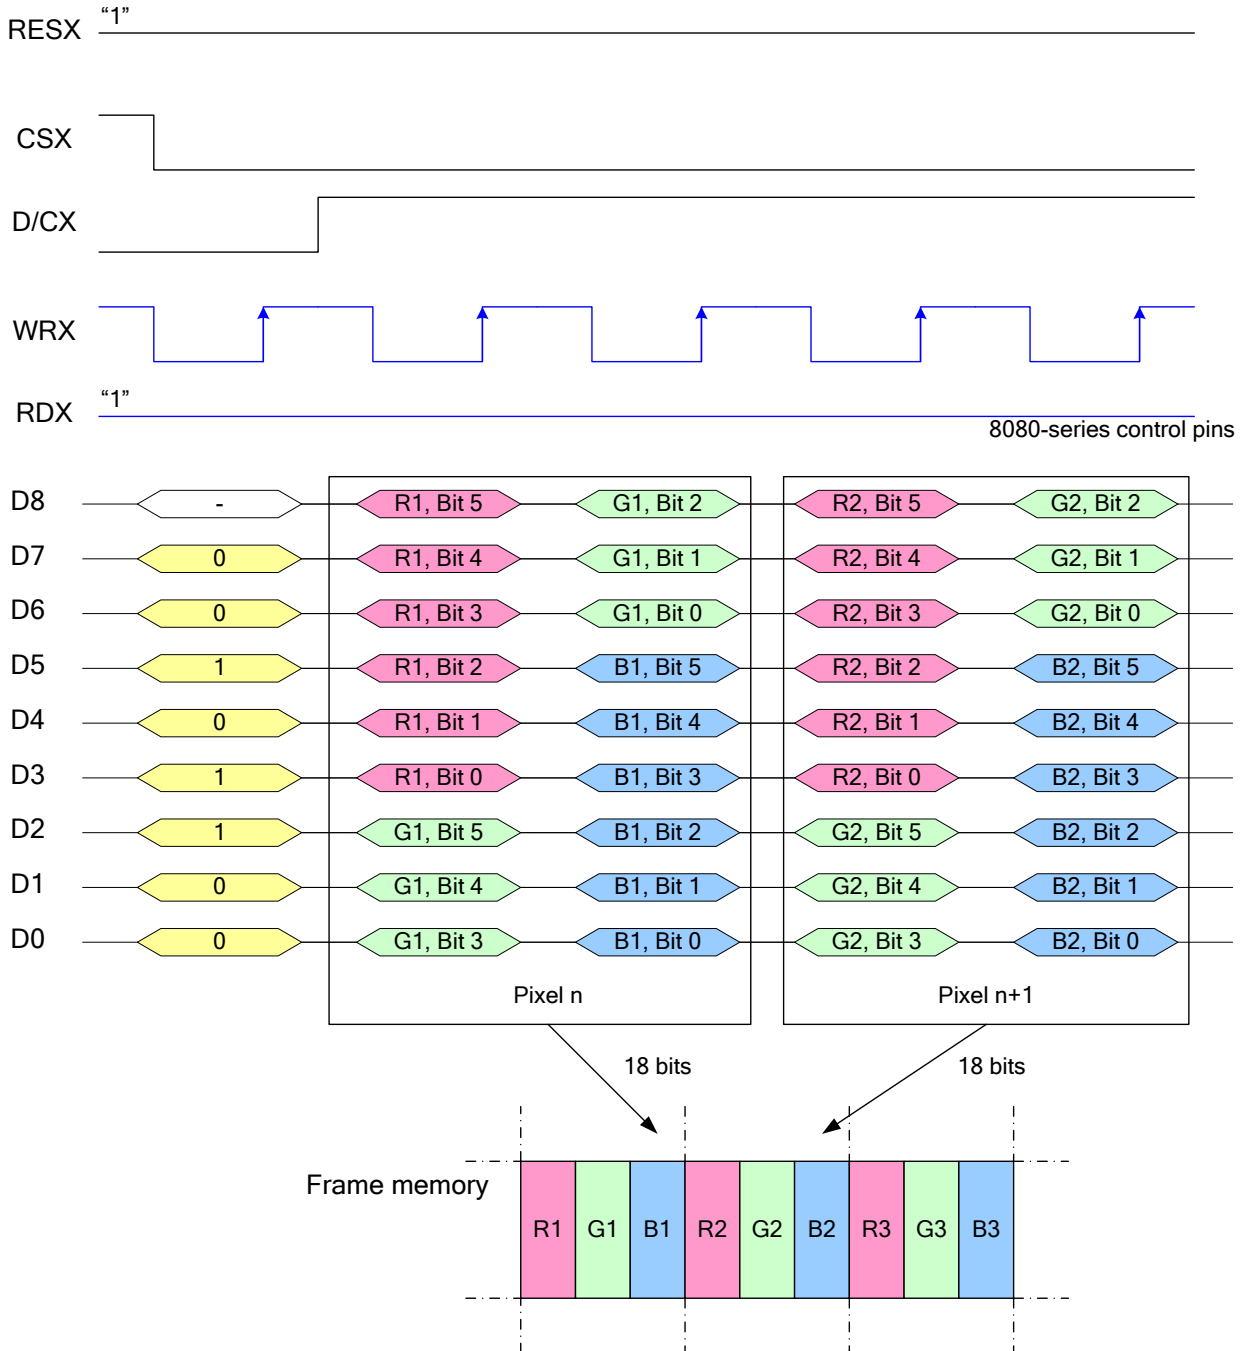 RESX “1”
CSX
D/CX
WRX
RDX “1”
8080-series control pins
D8 - R1, Bit 5 G1, Bit 2 R2, Bit 5 G2, Bit 2
D7 0 R1, Bit 4 G1, Bit 1 R2, Bit 4 G2, Bit 1
D6 0 R1, Bit 3 G1, Bit 0 R2, Bit 3 G2, Bit 0
D5 1 R1, Bit 2 B1, Bit 5 R2, Bit 2 B2, Bit 5
D4 0 R1, Bit 1 B1, Bit 4 R2, Bit 1 B2, Bit 4
D3 1 R1, Bit 0 B1, Bit 3 R2, Bit 0 B2, Bit 3
D2 1 G1, Bit 5 B1, Bit 2 G2, Bit 5 B2, Bit 2
D1 0 G1, Bit 4 B1, Bit 1 G2, Bit 4 B2, Bit 1
D0 0 G1, Bit 3 B1, Bit 0 G2, Bit 3 B2, Bit 0
Pixel n Pixel n+1
18 bits 18 bits
Frame memory
R1 G1 B1 R2 G2 B2 R3 G3 B3